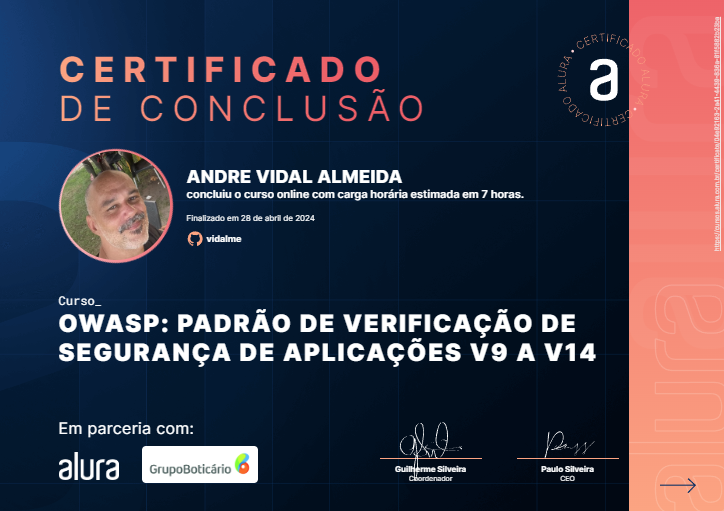 CERTIFICADO
DE CONCLUSÃO
CERTIFICADO ALURA • CERTIFICADO ALURA •
a
ANDRE VIDAL ALMEIDA
concluiu o curso online com carga horária estimada em 7 horas.
Finalizado em 28 de abril de 2024
vidalme
Curso_
OWASP: PADRÃO DE VERIFICAÇÃO DE
SEGURANÇA DE APLICAÇÕES V9 A V14
Em parceria com:
alura
GrupoBoticário
Guilherme Silveira
Coordenador
Paulo Silveira
CEO
alura